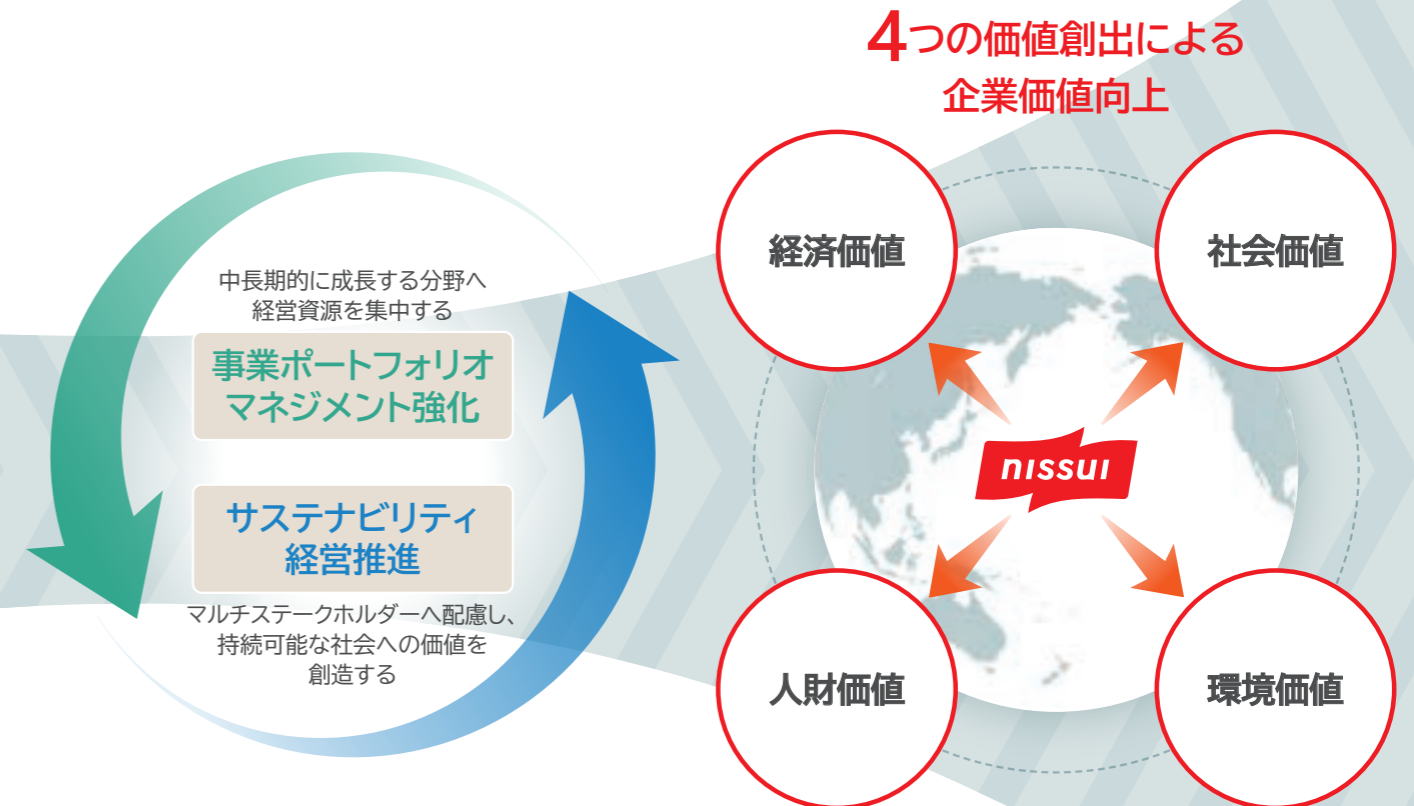 4つの価値創出による
企業価値向上
中長期的に成長する分野へ
経営資源を集中する
事業ポートフォリオ
マネジメント強化
サステナビリティ
経営推進
マルチステークホルダーへ配慮し、
持続可能な社会への価値を
創造する
経済価値
社会価値
nissui
人財価値
環境価値